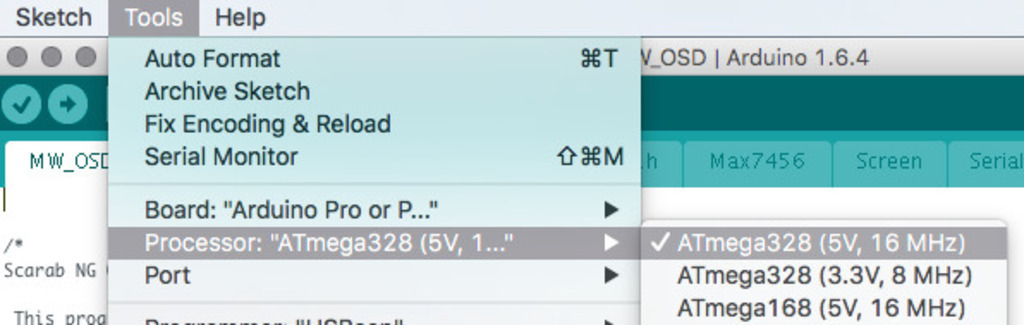 Sketch Tools Help
W_OSD | Arduino 1.6.4
Auto Format ⌘T
Archive Sketch
Fix Encoding & Reload
Serial Monitor ⇧⌘M
MW_OSD .h Max7456 Screen Serial
Board: "Arduino Pro or P..."
Processor: "ATmega328 (5V, 1..."
Port
✓ ATmega328 (5V, 16 MHz)
ATmega328 (3.3V, 8 MHz)
ATmega168 (5V, 16 MHz)
/*
Scarab NG
This prog